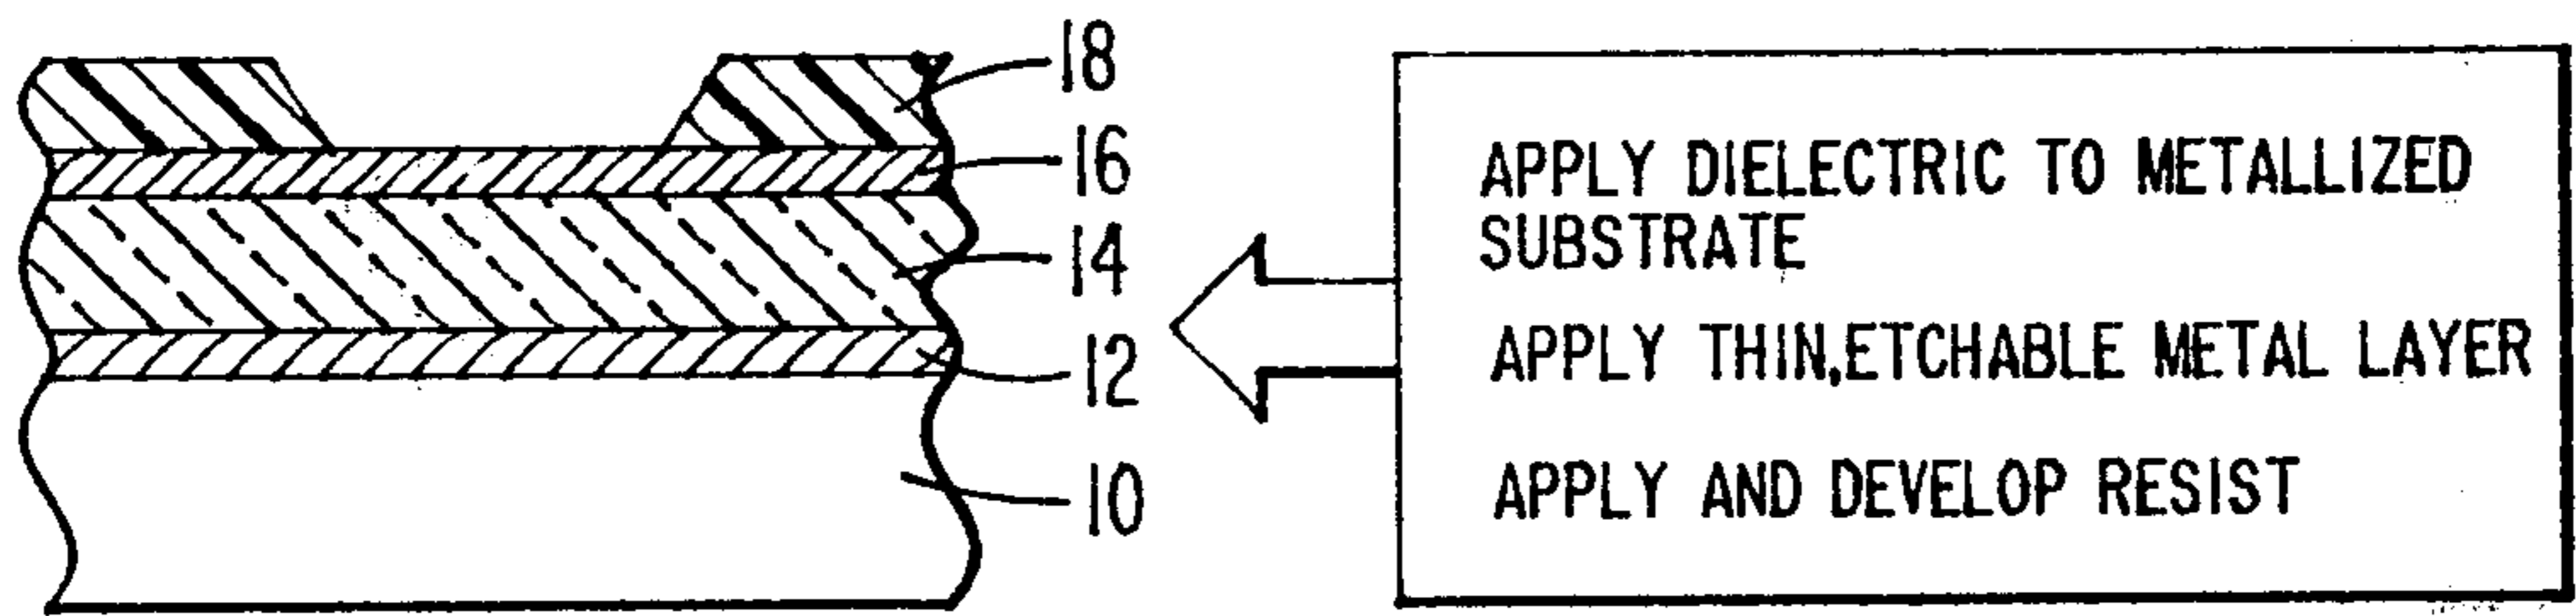 18
16
14
12
10
APPLY DIELECTRIC TO METALLIZED
SUBSTRATE
APPLY THIN,ETCHABLE METAL LAYER
APPLY AND DEVELOP RESIST